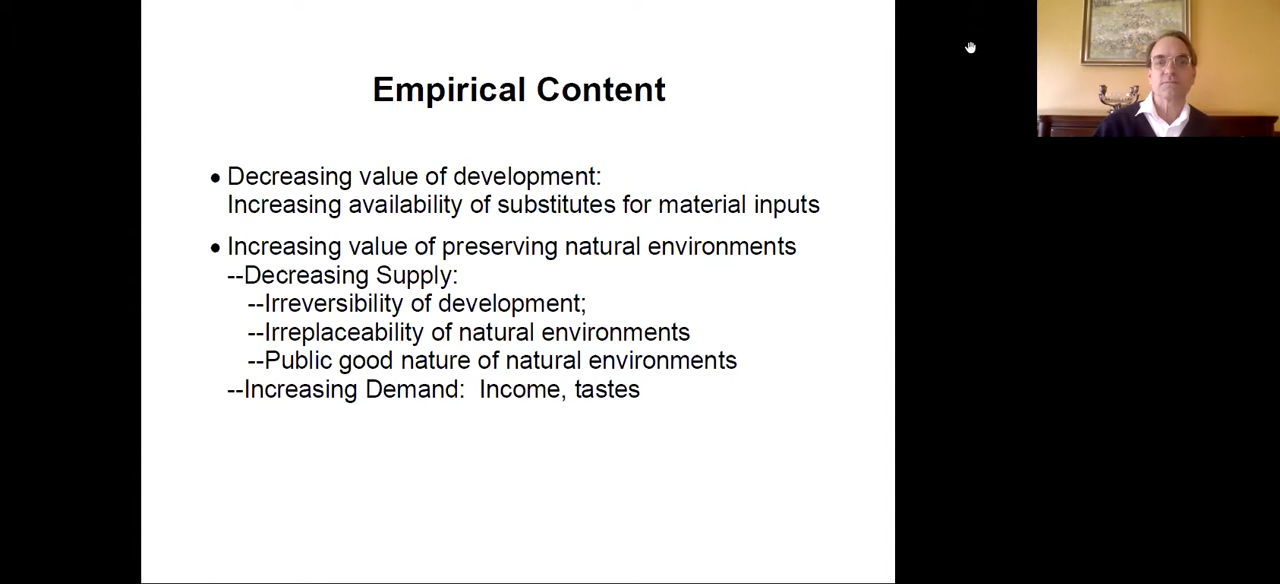 Empirical Content
• Decreasing value of development:
Increasing availability of substitutes for material inputs
• Increasing value of preserving natural environments
--Decreasing Supply:
--Irreversibility of development;
--Irreplaceability of natural environments
--Public good nature of natural environments
--Increasing Demand:  Income, tastes